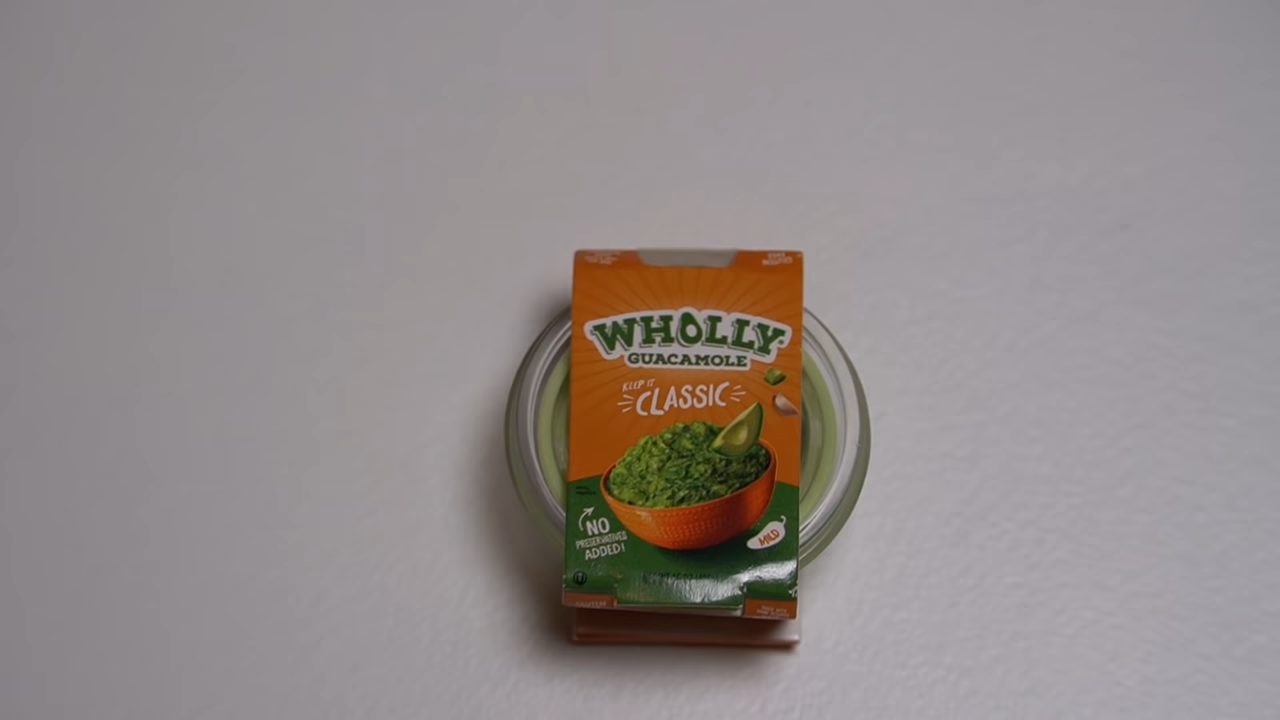 WHOLLY
GUACAMOLE
KEEP IT
CLASSIC
NO
PRESERVATIVES
ADDED!
MILD